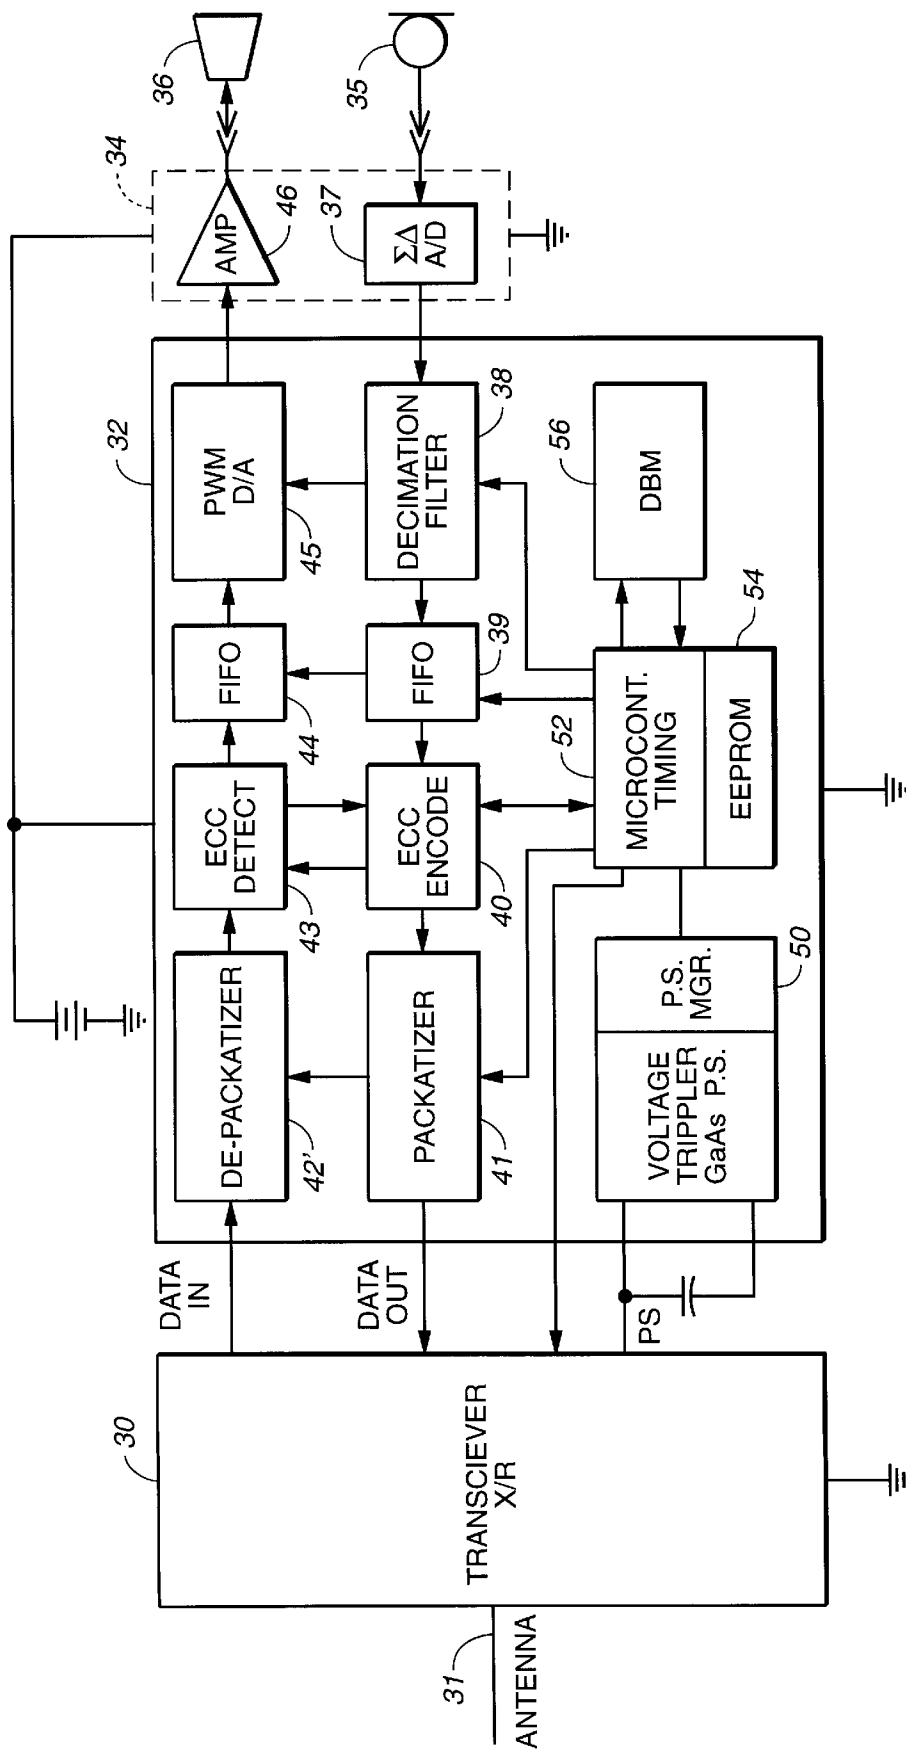 30
TRANSCIEVER
X/R
31
ANTENNA
DATA
IN
DATA
OUT
PS
32
DE-PACKATIZER
42'
ECC
DETECT
43
FIFO
44
PWM
D/A
45
PACKATIZER
41
ECC
ENCODE
40
FIFO
39
DECIMATION
FILTER
38
VOLTAGE
TRIPPLER
GaAs P.S.
P.S.
MGR.
50
MICROCONT.
TIMING
52
EEPROM
54
DBM
56
34
AMP
46
ΣΔ
A/D
37
36
35